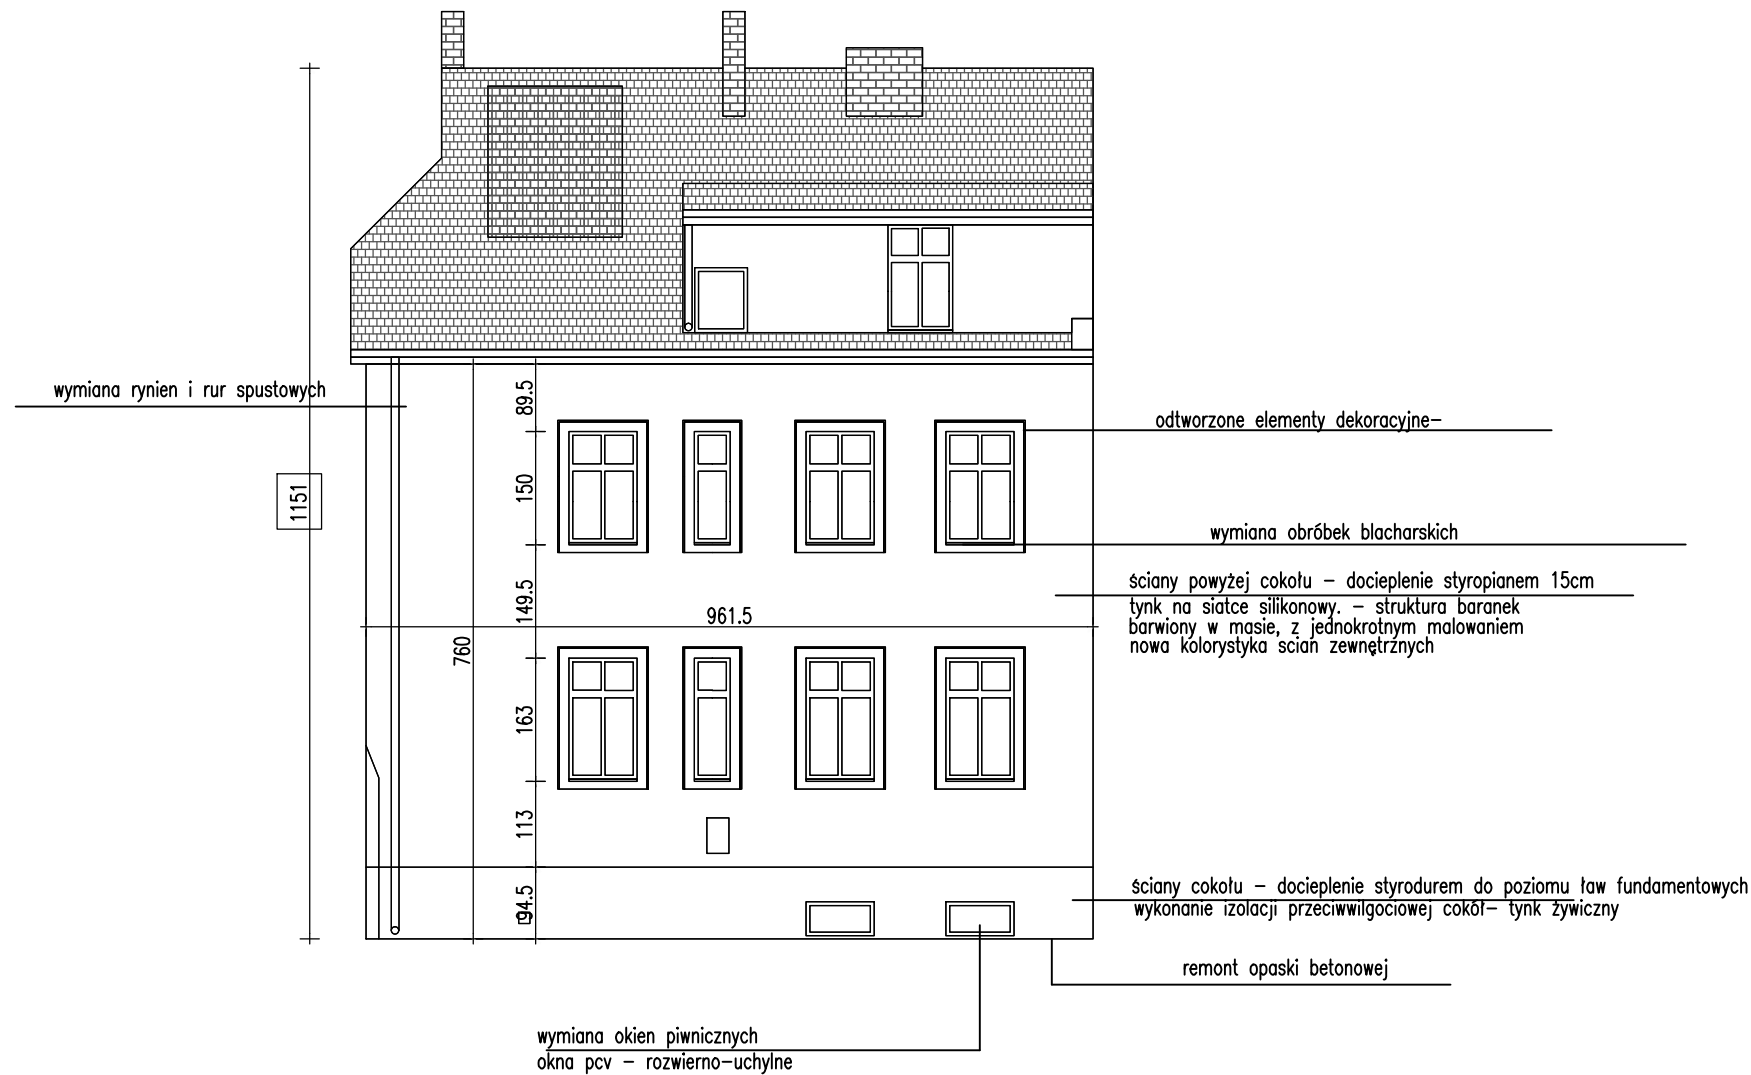 wymiana rynien i rur spustowych
89.5
odtworzone elementy dekoracyjne–
1151
150
wymiana obróbek blacharskich
149.5
961.5
760
ściany powyżej cokołu – docieplenie styropianem 15cm
tynk na siatce silikonowy. – struktura baranek
barwiony w masie, z jednokrotnym malowaniem
nowa kolorystyka scian zewnętrznych
163
113
94.5
ściany cokołu – docieplenie styrodurem do poziomu ław fundamentowych
wykonanie izolacji przeciwwilgociowej cokół– tynk żywiczny
remont opaski betonowej
wymiana okien piwnicznych
okna pcv – rozwierno–uchylne